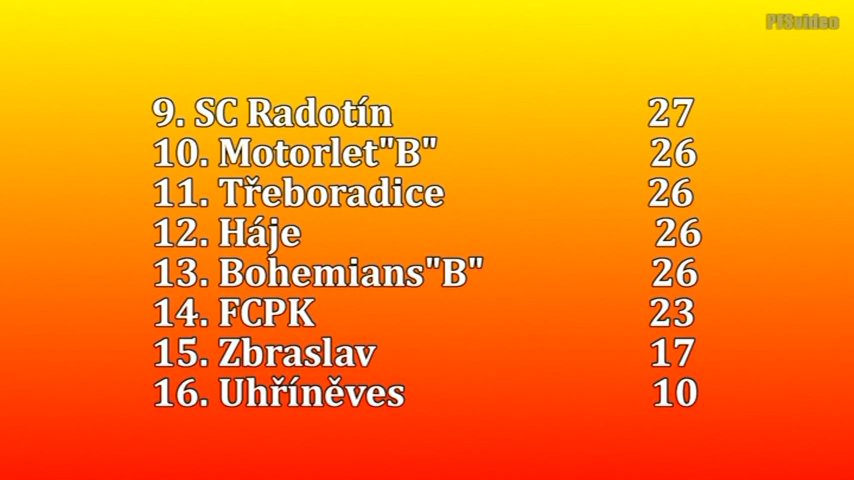 PFSvideo
9. SC Radotín 27
10. Motorlet"B" 26
11. Třeboradice 26
12. Háje 26
13. Bohemians"B" 26
14. FCPK 23
15. Zbraslav 17
16. Uhříněves 10